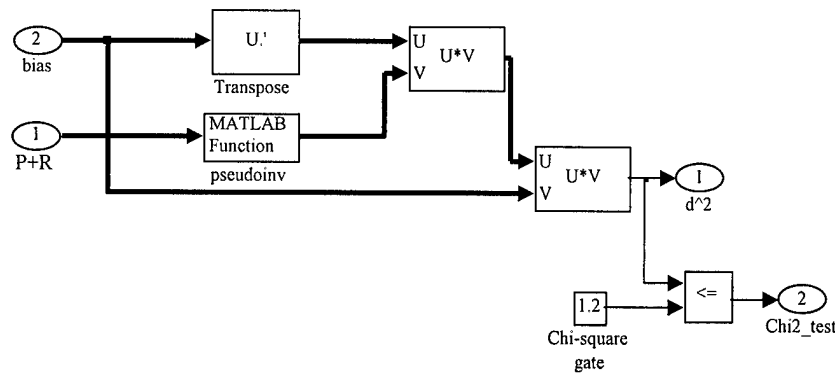 2
bias
U.'
Transpose
U
V
U*V
1
P+R
MATLAB
Function
pseudoinv
U
V
U*V
1
d^2
1.2
Chi-square
gate
<=
2
Chi2_test